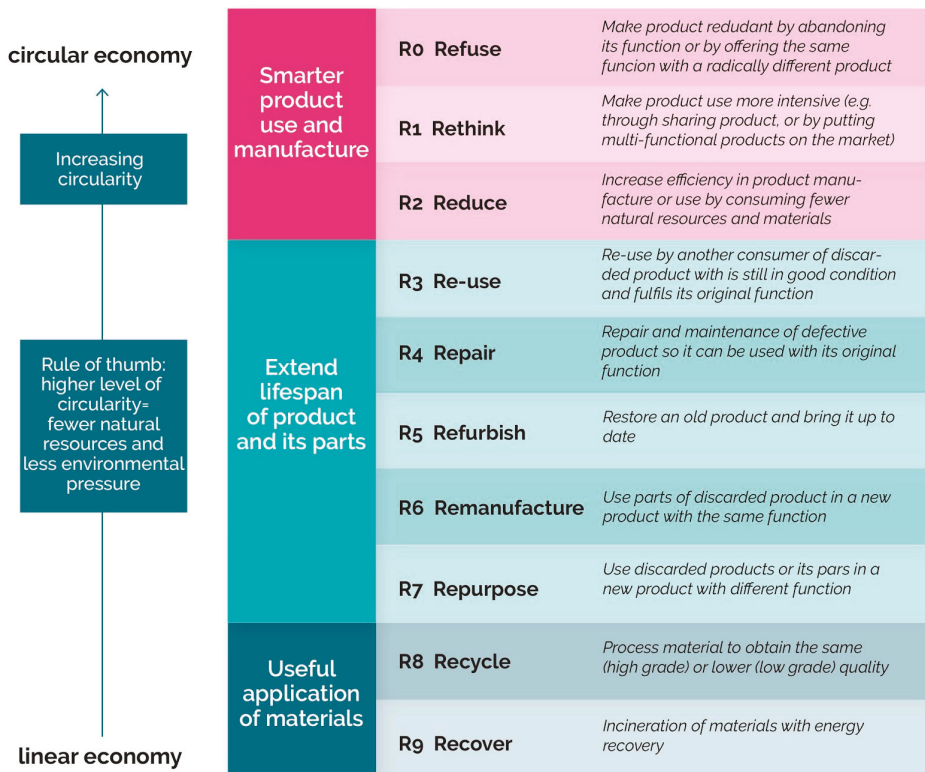 circular economy
Increasing
circularity
Rule of thumb:
higher level of
circularity=
fewer natural
resources and
less environmental
pressure
linear economy
Smarter
product
use and
manufacture
R0 Refuse
Make product redudant by abandoning
its function or by offering the same
funcion with a radically different product
R1 Rethink
Make product use more intensive (e.g.
through sharing product, or by putting
multi-functional products on the market)
R2 Reduce
Increase efficiency in product manu-
facture or use by consuming fewer
natural resources and materials
Extend
lifespan
of product
and its parts
R3 Re-use
Re-use by another consumer of discar-
ded product with is still in good condition
and fulfils its original function
R4 Repair
Repair and maintenance of defective
product so it can be used with its original
function
R5 Refurbish
Restore an old product and bring it up to
date
R6 Remanufacture
Use parts of discarded product in a new
product with the same function
R7 Repurpose
Use discarded products or its pars in a
new product with different function
Useful
application
of materials
R8 Recycle
Process material to obtain the same
(high grade) or lower (low grade) quality
R9 Recover
Incineration of materials with energy
recovery